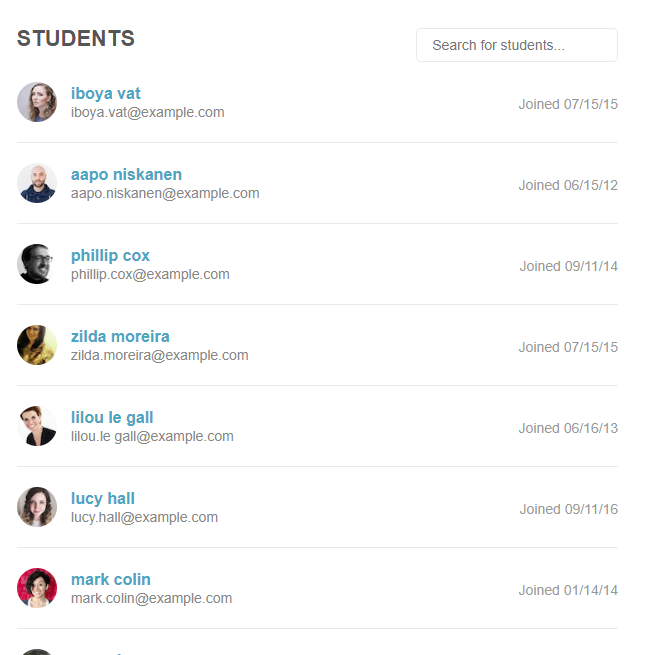 STUDENTS
Search for students...
iboya vat
iboya.vat@example.com
Joined 07/15/15
aapo niskanen
aapo.niskanen@example.com
Joined 06/15/12
phillip cox
phillip.cox@example.com
Joined 09/11/14
zilda moreira
zilda.moreira@example.com
Joined 07/15/15
lilou le gall
lilou.le gall@example.com
Joined 06/16/13
lucy hall
lucy.hall@example.com
Joined 09/11/16
mark colin
mark.colin@example.com
Joined 01/14/14